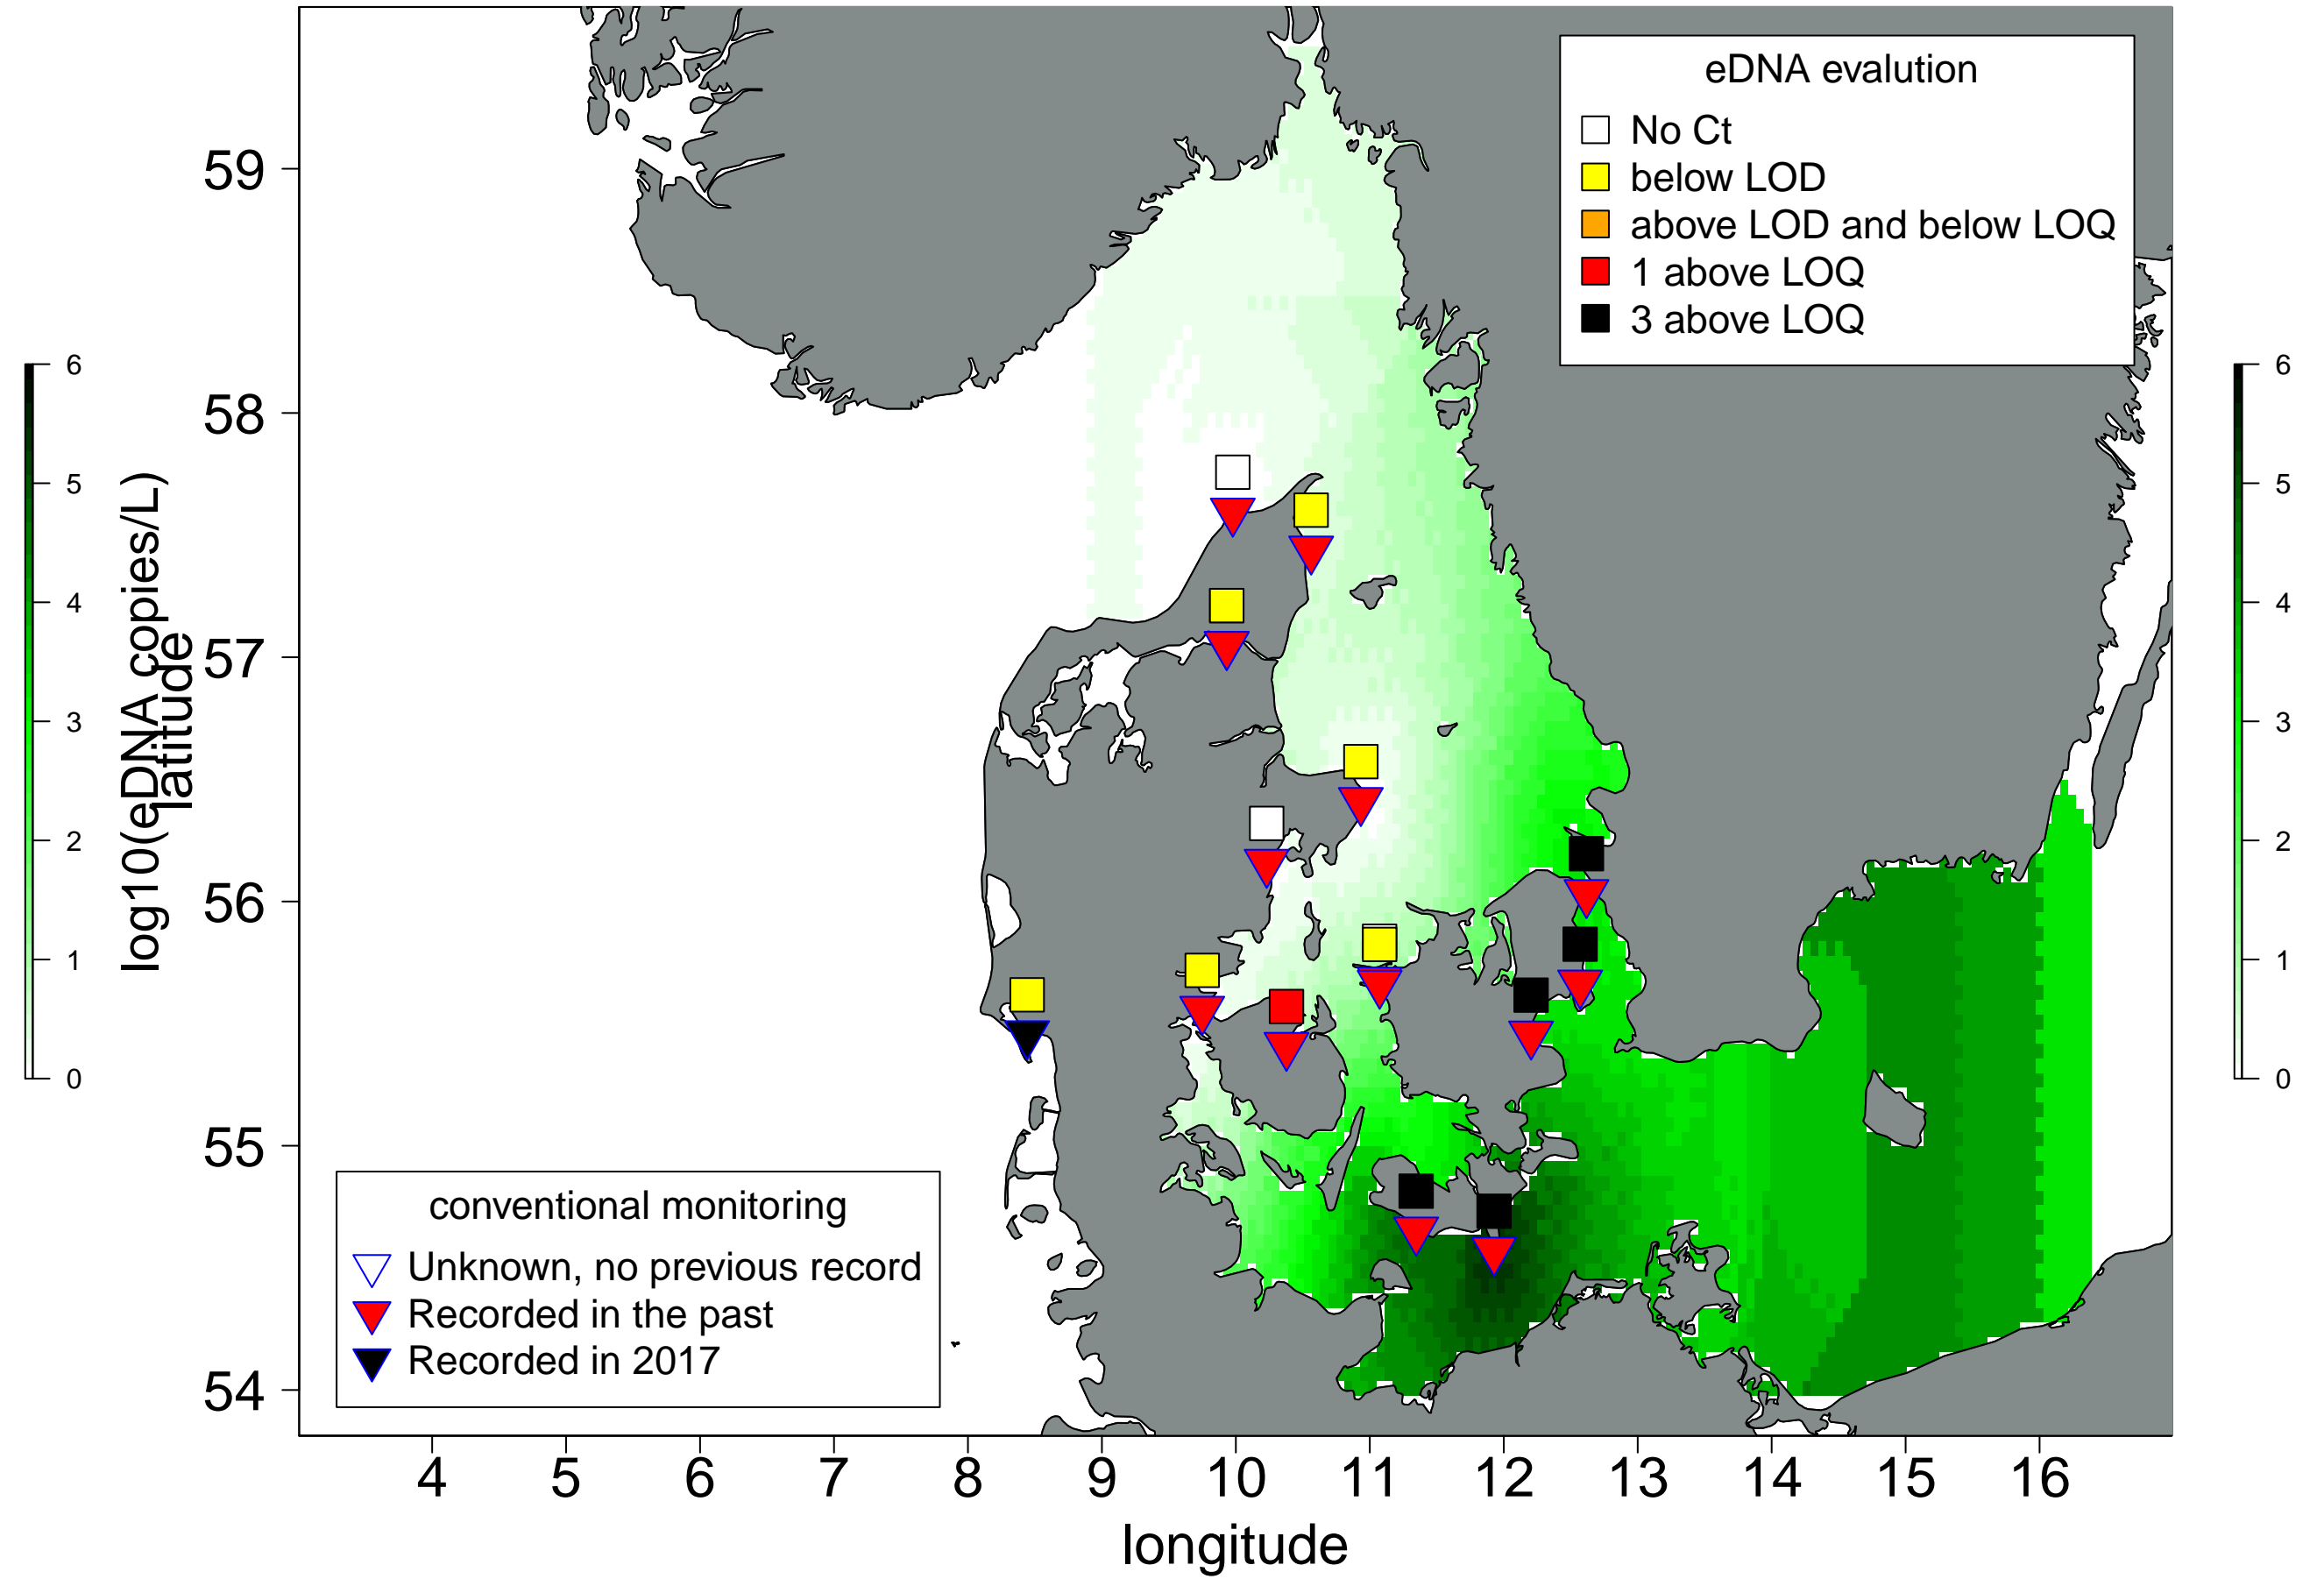 eDNA evalution
No Ct
below LOD
above LOD and below LOQ
1 above LOQ
3 above LOQ
59
58
57
56
55
54
latitude
log10(eDNA copies/L)
6
5
4
3
2
1
0
6
5
4
3
2
1
0
conventional monitoring
Unknown, no previous record
Recorded in the past
Recorded in 2017
4 5 6 7 8 9 10 11 12 13 14 15 16
longitude